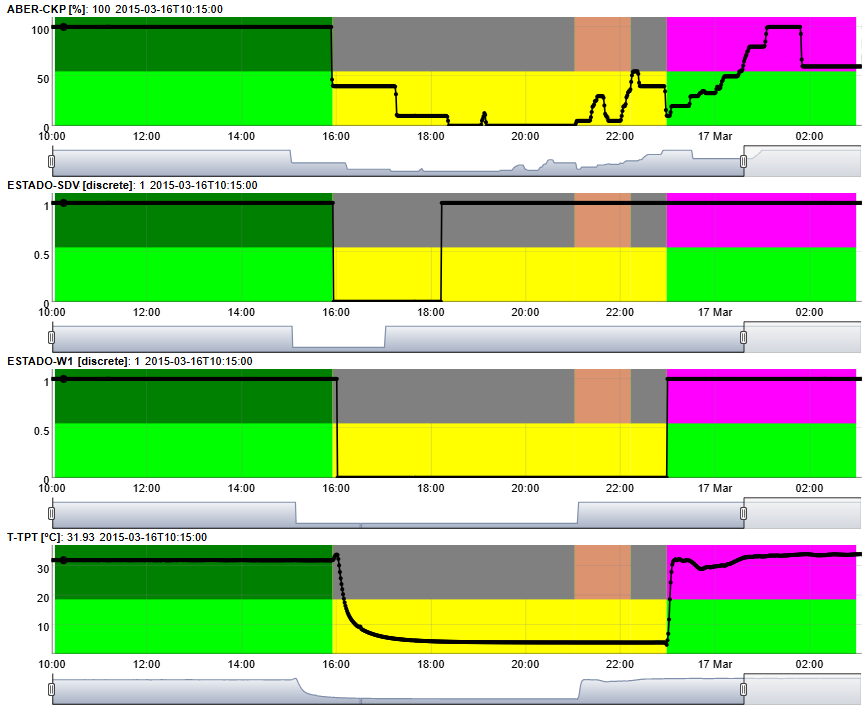 ABER-CKP [%]: 100 2015-03-16T10:15:00
100
50
0
10:00 12:00 14:00 16:00 18:00 20:00 22:00 17 Mar 02:00
ESTADO-SDV [discrete]: 1 2015-03-16T10:15:00
1
0.5
0
10:00 12:00 14:00 16:00 18:00 20:00 22:00 17 Mar 02:00
ESTADO-W1 [discrete]: 1 2015-03-16T10:15:00
1
0.5
0
10:00 12:00 14:00 16:00 18:00 20:00 22:00 17 Mar 02:00
T-TPT [ºC]: 31.93 2015-03-16T10:15:00
30
20
10
10:00 12:00 14:00 16:00 18:00 20:00 22:00 17 Mar 02:00